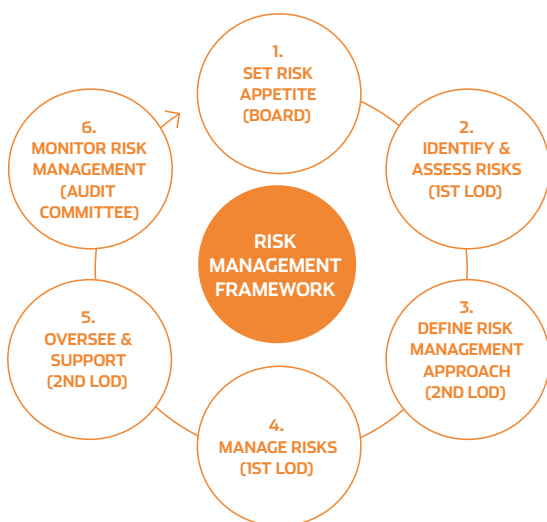 1.
SET RISK
APPETITE
(BOARD)
2.
IDENTIFY &
ASSESS RISKS
(1ST LOD)
3.
DEFINE RISK
MANAGEMENT
APPROACH
(2ND LOD)
4.
MANAGE RISKS
(1ST LOD)
5.
OVERSEE &
SUPPORT
(2ND LOD)
6.
MONITOR RISK
MANAGEMENT
(AUDIT
COMMITTEE)
RISK
MANAGEMENT
FRAMEWORK